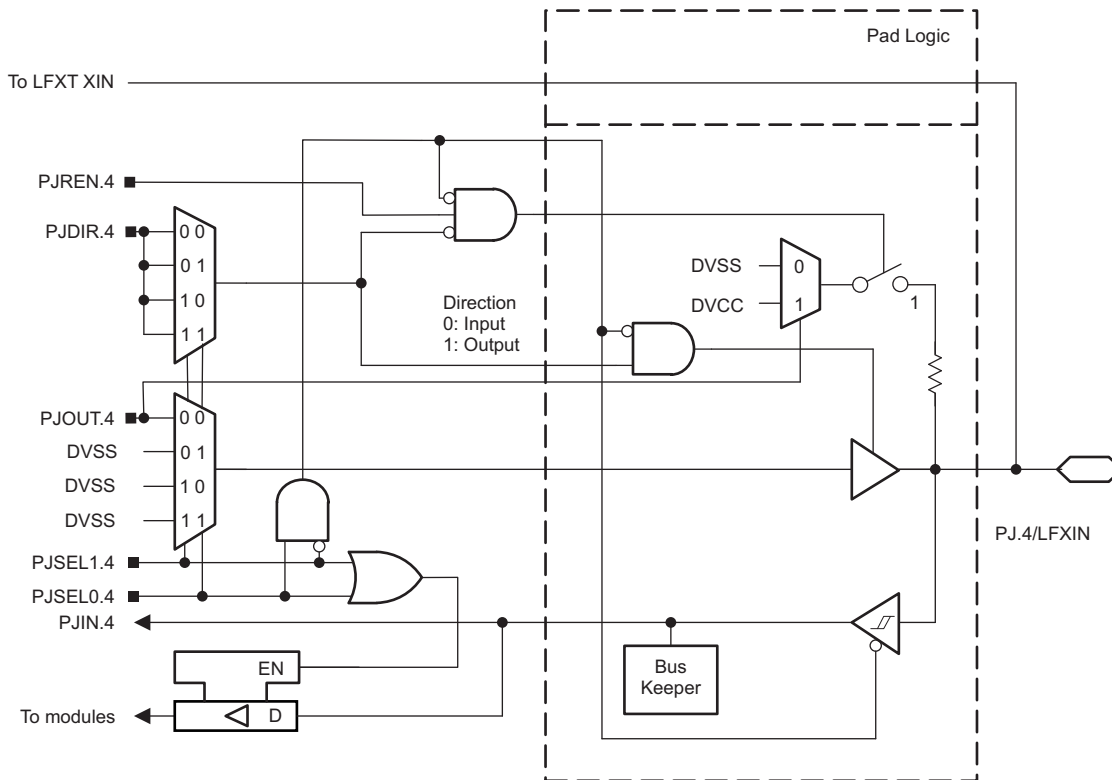 Pad Logic
To LFXT XIN
PJREN.4
PJDIR.4
0 0
0 1
1 0
1 1
DVSS
0
DVCC
1
1
Direction
0: Input
1: Output
PJOUT.4
0 0
DVSS
0 1
DVSS
1 0
DVSS
1 1
PJ.4/LFXIN
PJSEL1.4
PJSEL0.4
PJIN.4
Bus
Keeper
EN
To modules
D